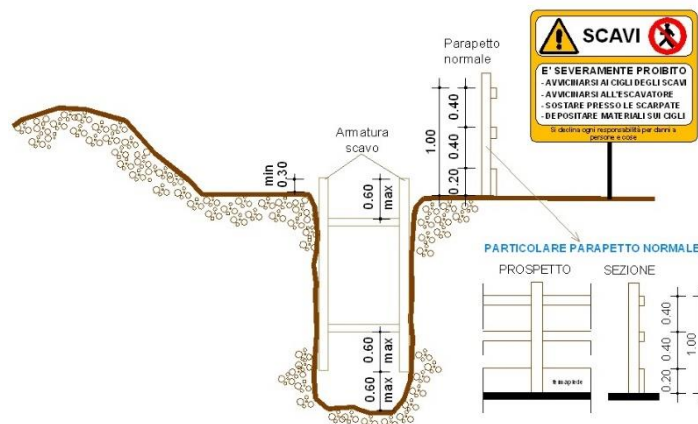 SCAVI
E' SEVERAMENTE PROIBITO
- AVVICINARSI AI CIGLI DEGLI SCAVI
- AVVICINARSI ALL'ESCAVATORE
- SOSTARE PRESSO LE SCARPATE
- DEPOSITARE MATERIALI SUI CIGLI
Si declina ogni responsabilità per danni a
persone e cose
Parapetto
normale
Armatura
scavo
min
0,30
0.60
max
1.00
0.40
0.40
0.20
0.60
max
0.60
max
PARTICOLARE PARAPETTO NORMALE
PROSPETTO
SEZIONE
0.40
0.40
0.20
1.00